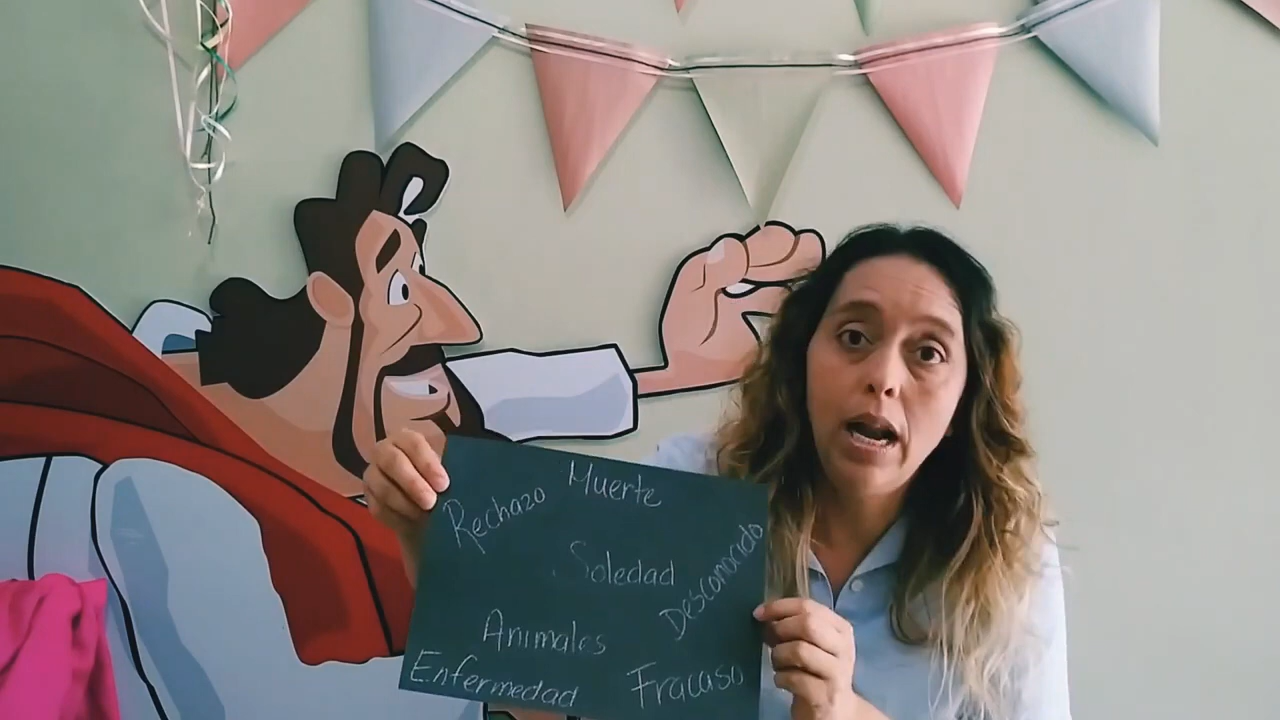 Muerte
Rechazo
Soledad
Desconocido
Animales
Enfermedad
Fracaso